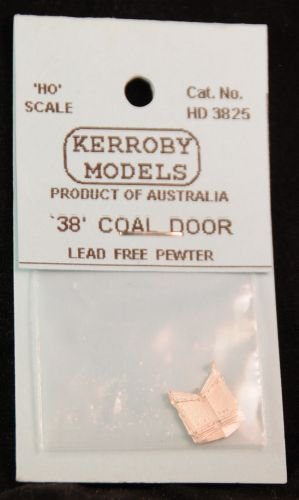 'HO'
SCALE
Cat. No.
HD 3825
KERROBY
MODELS
PRODUCT OF AUSTRALIA
'38' COAL DOOR
LEAD FREE PEWTER